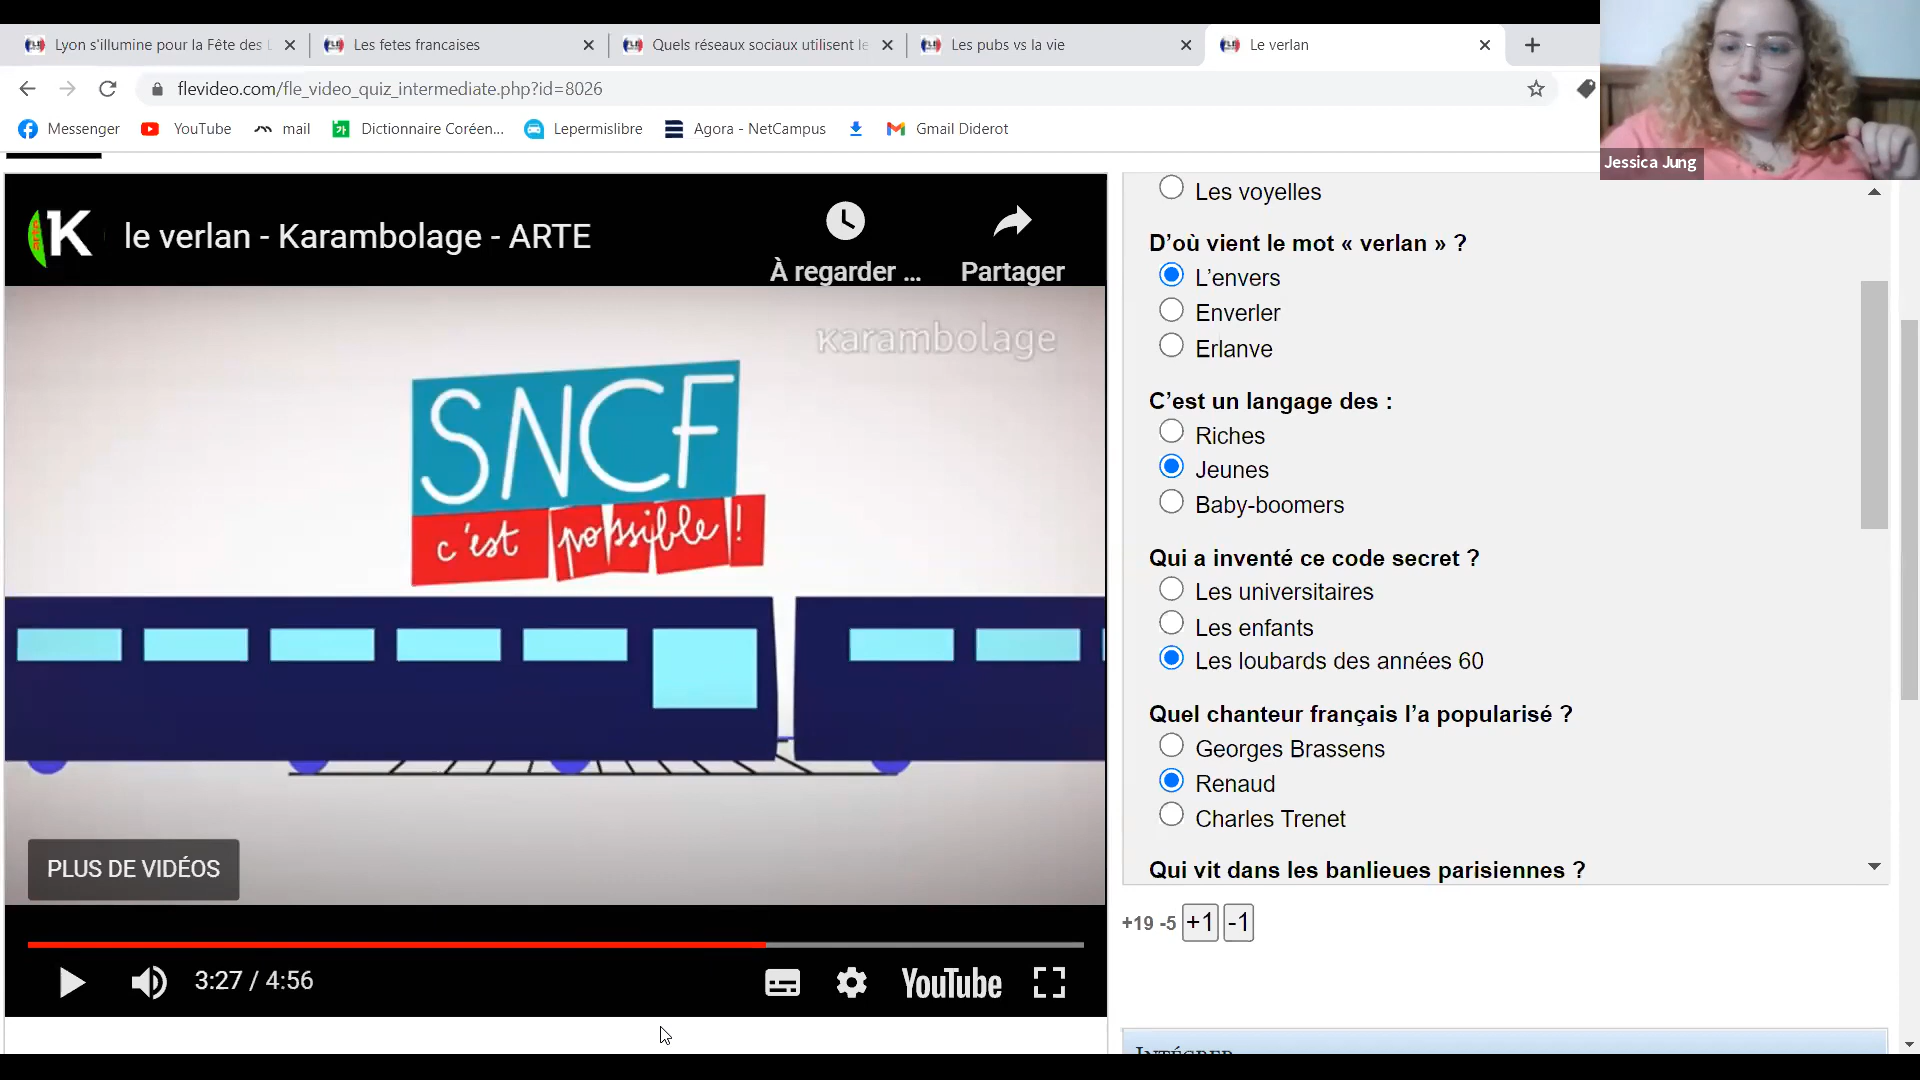 Lyon s'illumine pour la Fête des
Les fetes francaises
Quels réseaux sociaux utilisent le
Les pubs vs la vie
Le verlan
flevideo.com/fle_video_quiz_intermediate.php?id=8026
Messenger
YouTube
mail
Dictionnaire Coréen...
Lepermislibre
Agora - NetCampus
Gmail Diderot
Jessica Jung
arte K
le verlan - Karambolage - ARTE
À regarder ...
Partager
karambolage
SNCF
c'est possible !
PLUS DE VIDÉOS
3:27 / 4:56
YouTube
Les voyelles
D'où vient le mot « verlan » ?
L'envers
Enverler
Erlanve
C'est un langage des :
Riches
Jeunes
Baby-boomers
Qui a inventé ce code secret ?
Les universitaires
Les enfants
Les loubards des années 60
Quel chanteur français l'a popularisé ?
Georges Brassens
Renaud
Charles Trenet
Qui vit dans les banlieues parisiennes ?
+19 -5 +1 -1
INTÉGRER